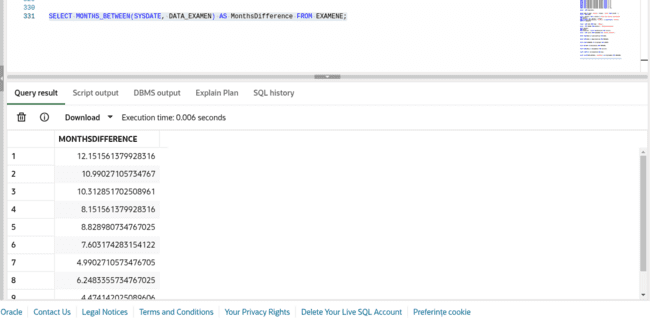 330
331 SELECT MONTHS_BETWEEN(SYSDATE, DATA_EXAMEN) AS MonthsDifference FROM EXAMENE;
Query result Script output DBMS output Explain Plan SQL history
Download Execution time: 0.006 seconds
MONTHSDIFFERENCE
1 12.151561379928316
2 10.99027105734767
3 10.312851702508961
4 8.151561379928316
5 8.828980734767025
6 7.603174283154122
7 4.9902710573476705
8 6.2483355734767025
9 4.474142025089606
Oracle Contact Us Legal Notices Terms and Conditions Your Privacy Rights Delete Your Live SQL Account Preferințe cookie